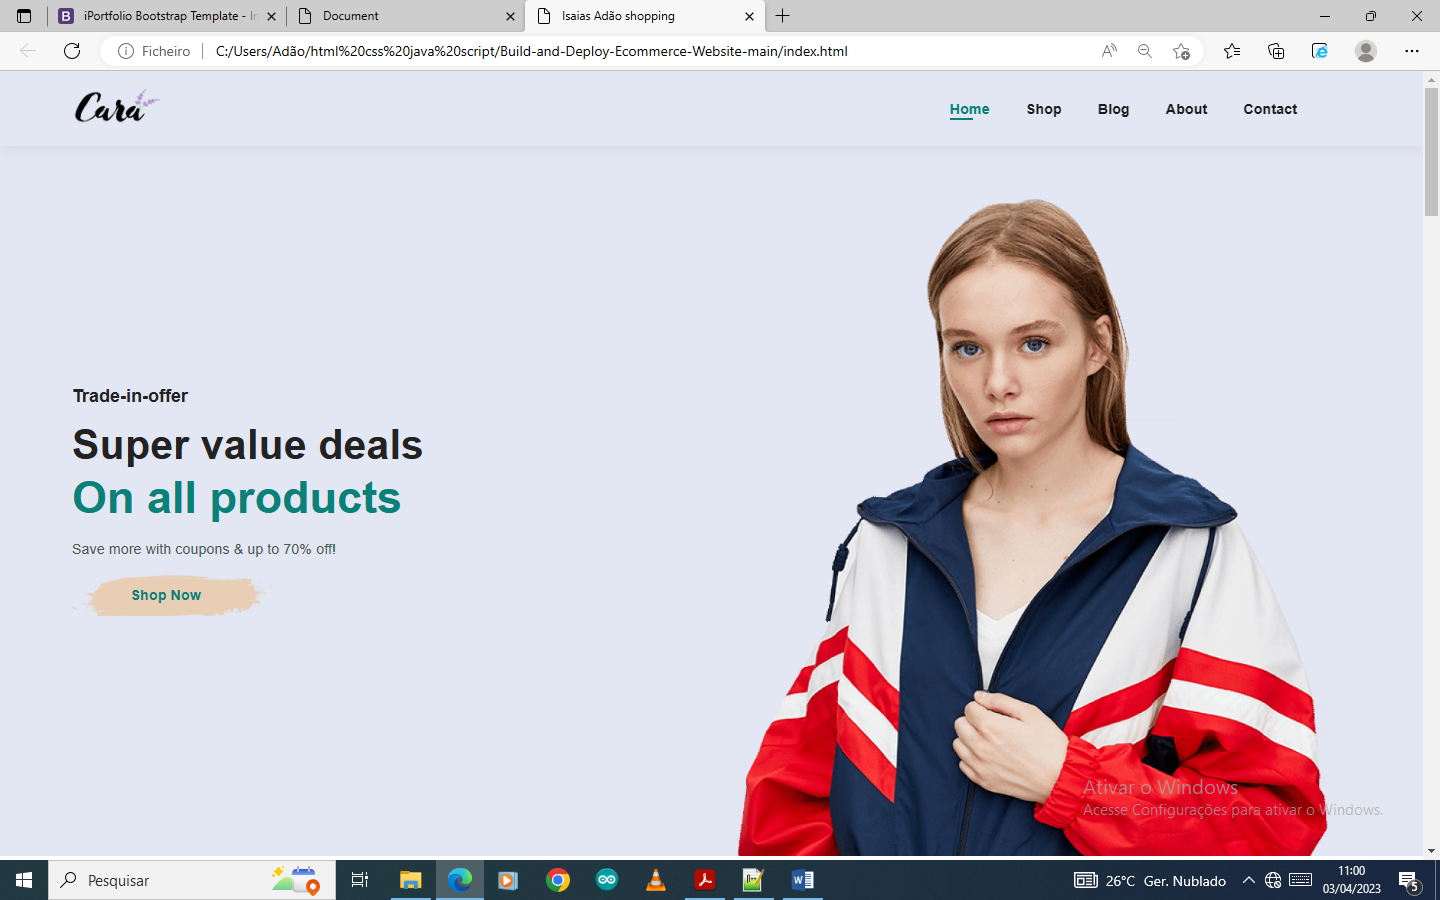 iPortfolio Bootstrap Template - In
Document
Isaias Adão shopping
Ficheiro
C:/Users/Adão/html%20css%20java%20script/Build-and-Deploy-Ecommerce-Website-main/index.html
Cara
Home
Shop
Blog
About
Contact
Trade-in-offer
Super value deals
On all products
Save more with coupons & up to 70% off!
Shop Now
Ativar o Windows
Acesse Configurações para ativar o Windows.
Pesquisar
26°C Ger. Nublado
11:00
03/04/2023
5